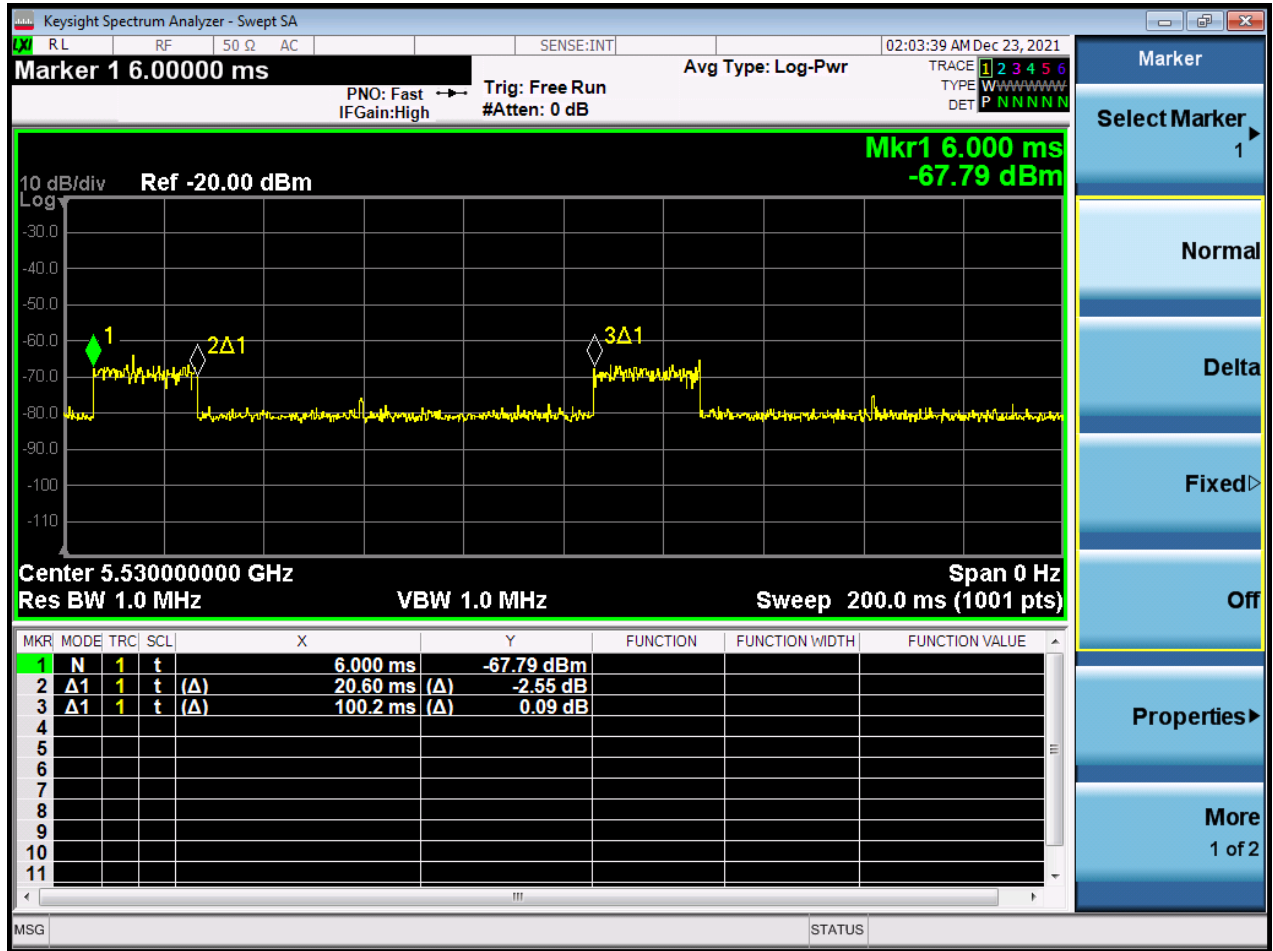 Keysight Spectrum Analyzer - Swept SA
LXI RL RF 50 Ω AC SENSE:INT 02:03:39 AM Dec 23, 2021
Marker 1 6.00000 ms
PNO: Fast
IFGain:High
Trig: Free Run
#Atten: 0 dB
Avg Type: Log-Pwr
TRACE 1 2 3 4 5 6
TYPE WWWWWWW
DET P N N N N N
Mkr1 6.000 ms
-67.79 dBm
10 dB/div Ref -20.00 dBm
Log
-30.0
-40.0
-50.0
-60.0
-70.0
-80.0
-90.0
-100
-110
1
2Δ1
3Δ1
Center 5.530000000 GHz Span 0 Hz
Res BW 1.0 MHz VBW 1.0 MHz Sweep 200.0 ms (1001 pts)
MKR MODE TRC SCL X Y FUNCTION FUNCTION WIDTH FUNCTION VALUE
1 N 1 t 6.000 ms -67.79 dBm
2 Δ1 1 t (Δ) 20.60 ms (Δ) -2.55 dB
3 Δ1 1 t (Δ) 100.2 ms (Δ) 0.09 dB
4
5
6
7
8
9
10
11
MSG STATUS
Marker
Select Marker
1
Normal
Delta
Fixed
Off
Properties
More
1 of 2